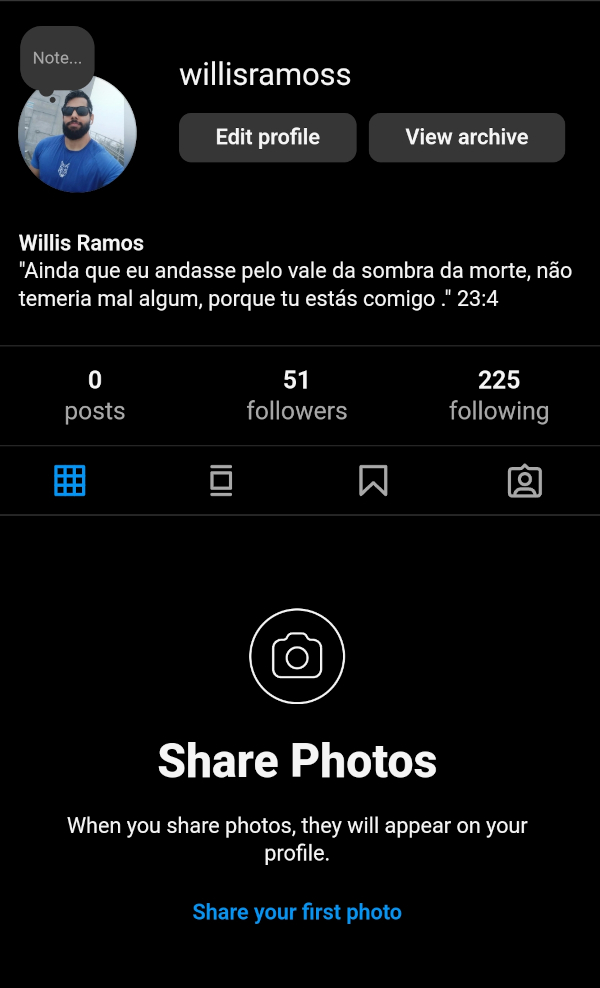 Note...
willisramoss
Edit profile
View archive
Willis Ramos
"Ainda que eu andasse pelo vale da sombra da morte, não
temeria mal algum, porque tu estás comigo ." 23:4
0
posts
51
followers
225
following
Share Photos
When you share photos, they will appear on your
profile.
Share your first photo